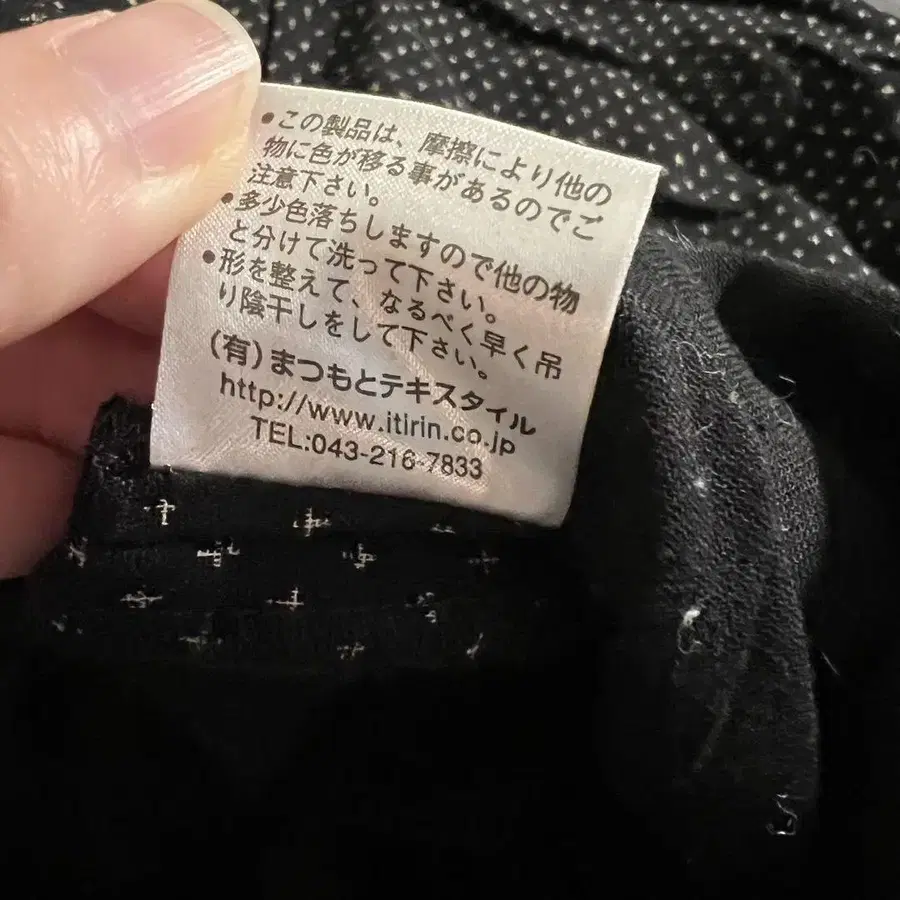 •この製品は、摩擦により他の
物に色が移る事があるのでご
注意下さい。
•多少色落ちしますので他の物
と分けて洗って下さい。
•形を整えて、なるべく早く吊
り陰干しをして下さい。
(有)まつもとテキスタイル
http://www.itirin.co.jp
TEL:043-216-7833